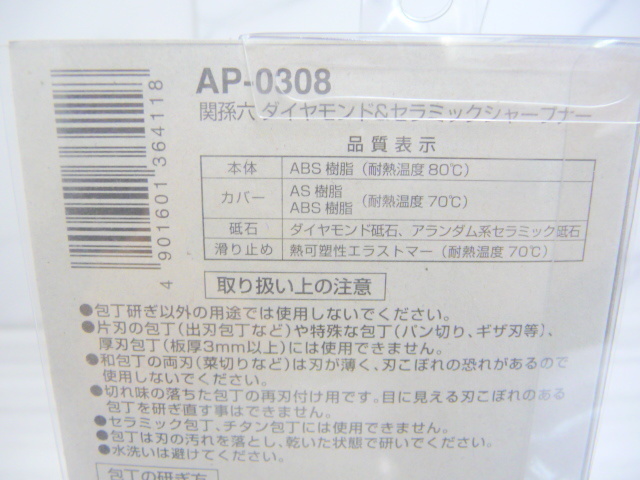 AP-0308
関孫六 ダイヤモンド&セラミックシャープナー
4 901601 364118
品質表示
本体 ABS樹脂(耐熱温度80℃)
カバー AS樹脂
ABS樹脂 (耐熱温度70℃)
砥石 ダイヤモンド砥石、アランダム系セラミック砥石
滑り止め 熱可塑性エラストマー(耐熱温度70℃)
取り扱い上の注意
●包丁研ぎ以外の用途では使用しないでください。
●片刃の包丁(出刃包丁など)や特殊な包丁(パン切り、ギザ刃等)、
厚刃包丁(板厚3mm以上)には使用できません。
●和包丁の両刃(菜切りなど)は刃が薄く、刃こぼれの恐れがあるので
使用しないでください。
●切れ味の落ちた包丁の再刃付け用です。目に見える刃こぼれのある
包丁を研ぎ直す事はできません。
●セラミック包丁、チタン包丁には使用できません。
●包丁は刃の汚れを落とし、乾いた状態で研いでください。
●水洗いは避けてください。
包丁の研ぎ方